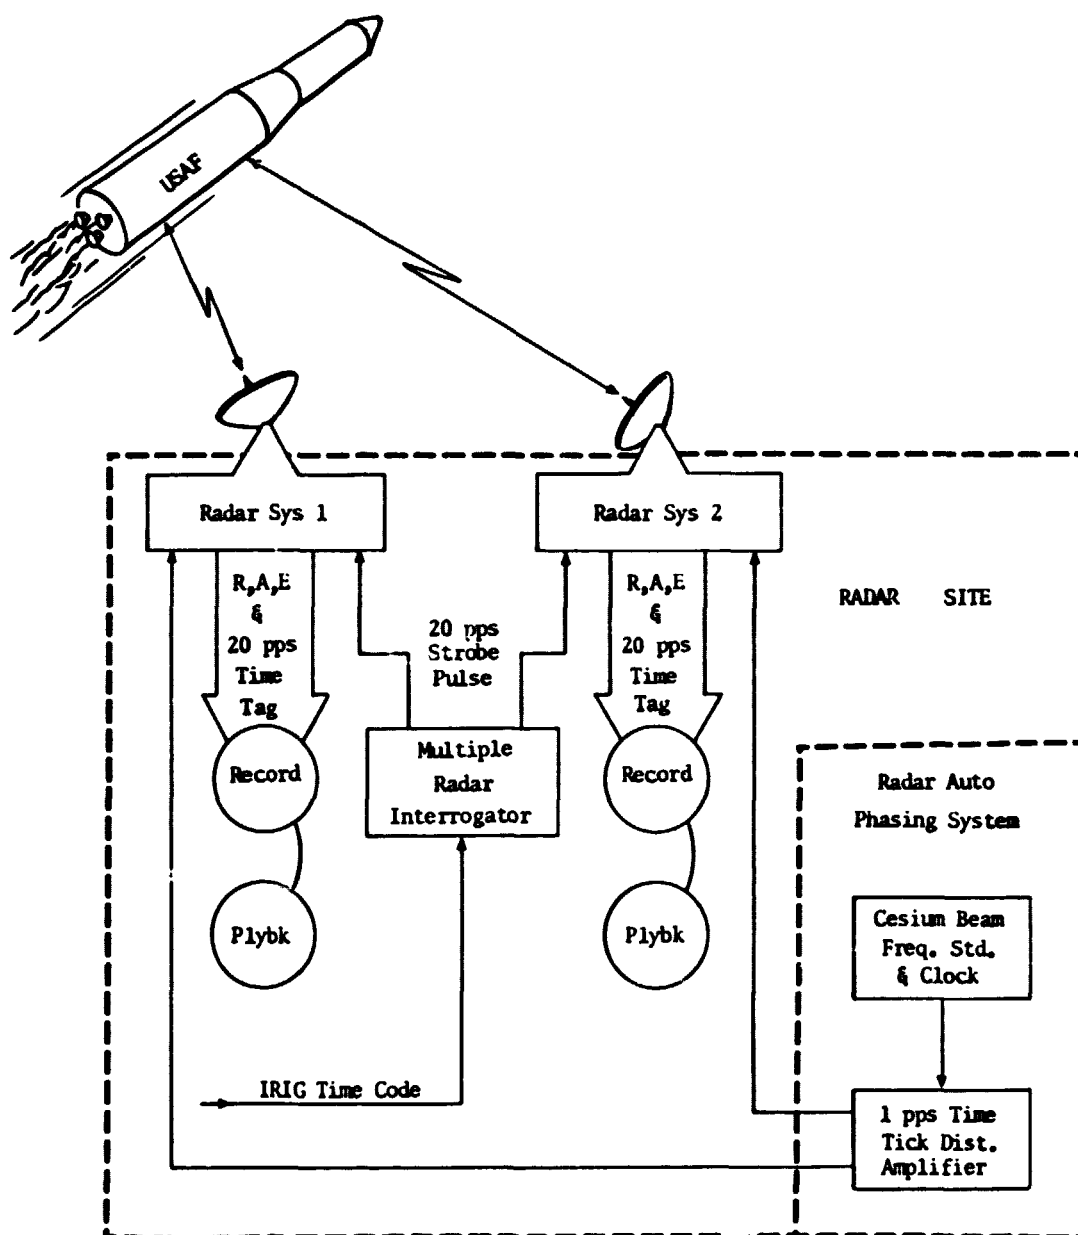 USAF
Radar Sys 1
Radar Sys 2
R,A,E
&
20 pps
Time
Tag
20 pps
Strobe
Pulse
R,A,E
&
20 pps
Time
Tag
RADAR SITE
Record
Multiple
Radar
Interrogator
Record
Radar Auto
Phasing System
Plybk
Plybk
Cesium Beam
Freq. Std.
& Clock
IRIG Time Code
1 pps Time
Tick Dist.
Amplifier